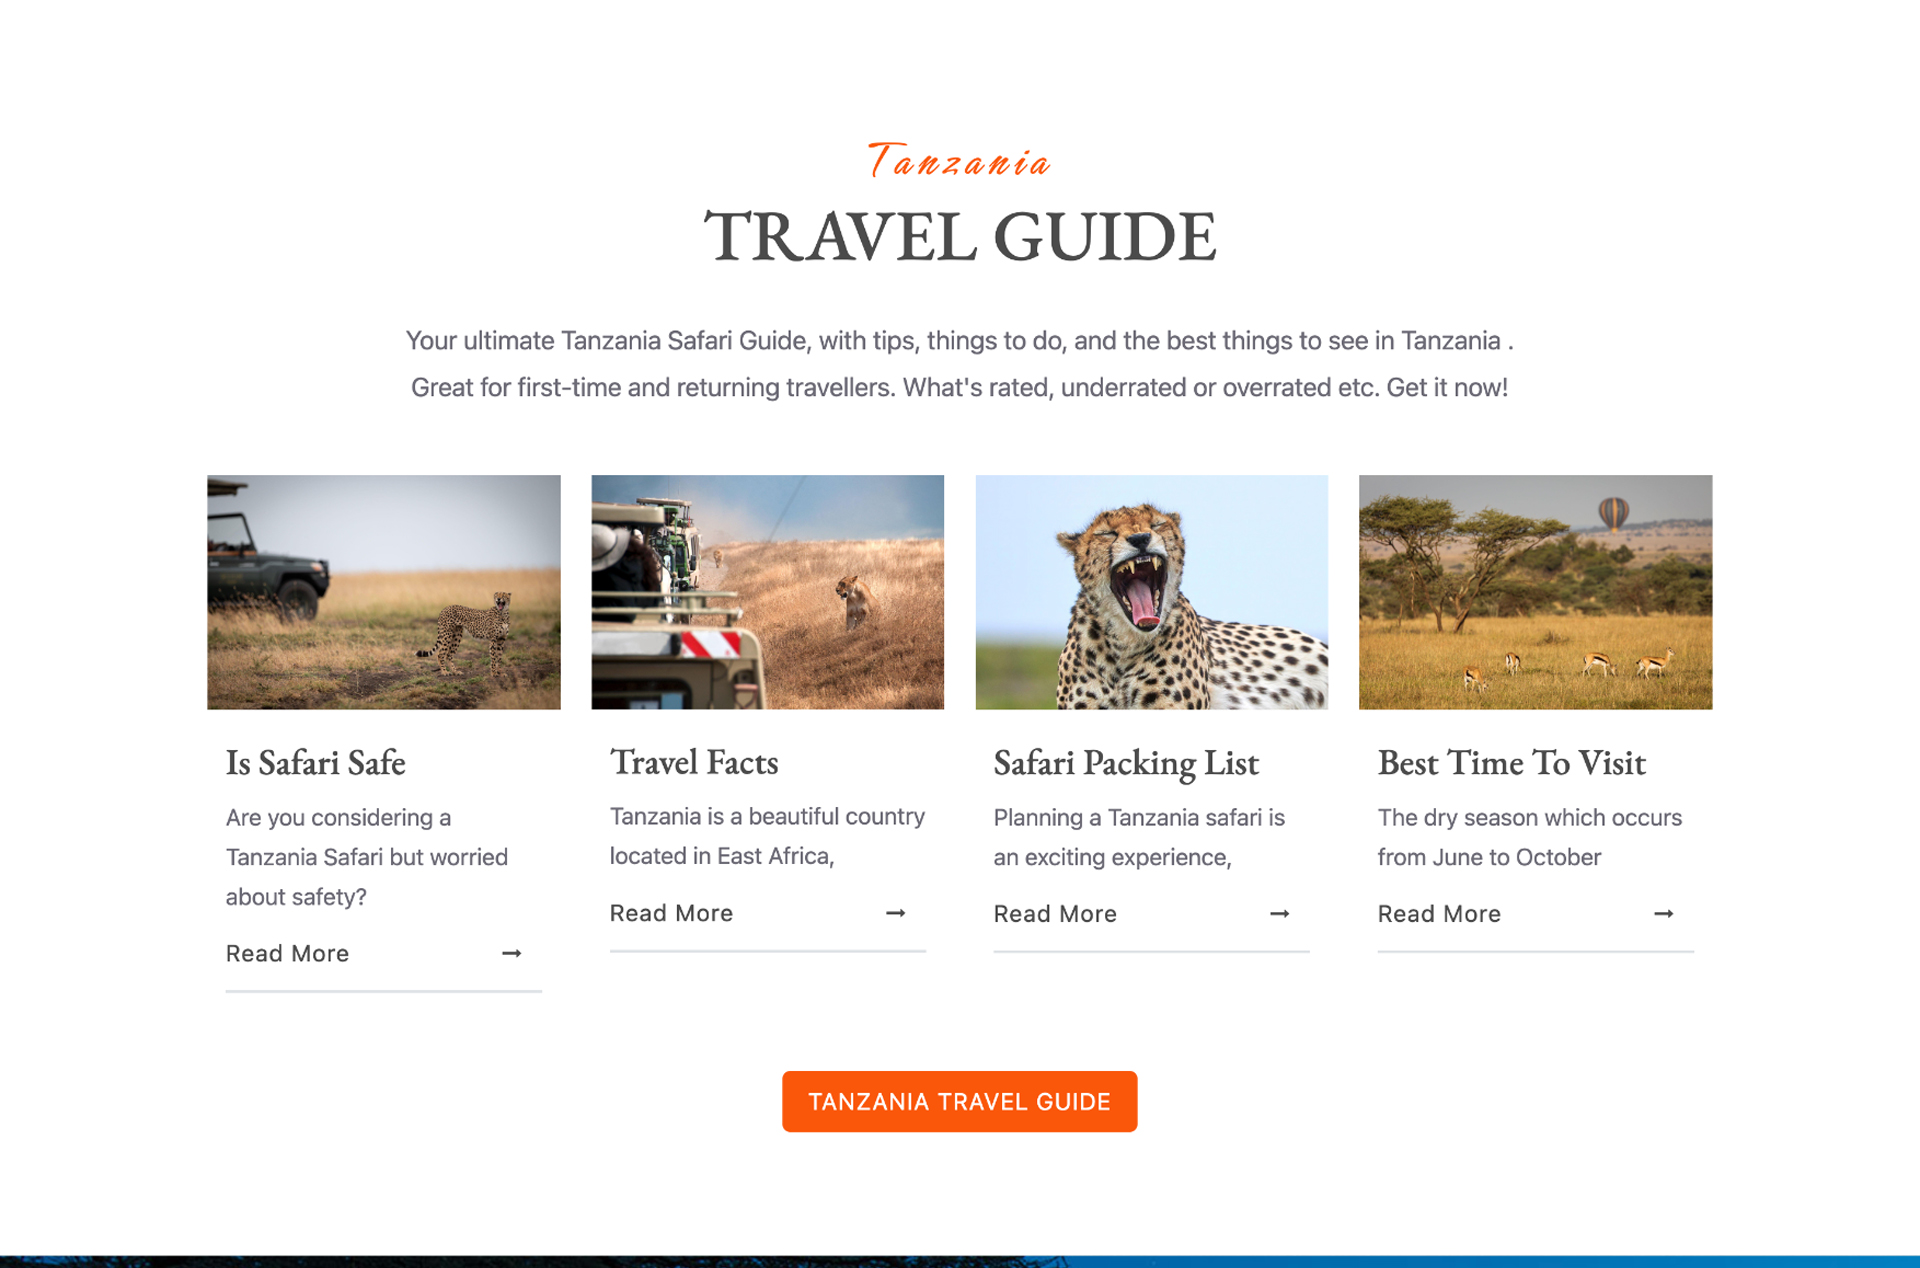 Tanzania
TRAVEL GUIDE
Your ultimate Tanzania Safari Guide, with tips, things to do, and the best things to see in Tanzania .
Great for first-time and returning travellers. What's rated, underrated or overrated etc. Get it now!
Is Safari Safe
Are you considering a
Tanzania Safari but worried
about safety?
Read More
Travel Facts
Tanzania is a beautiful country
located in East Africa,
Read More
Safari Packing List
Planning a Tanzania safari is
an exciting experience,
Read More
Best Time To Visit
The dry season which occurs
from June to October
Read More
TANZANIA TRAVEL GUIDE